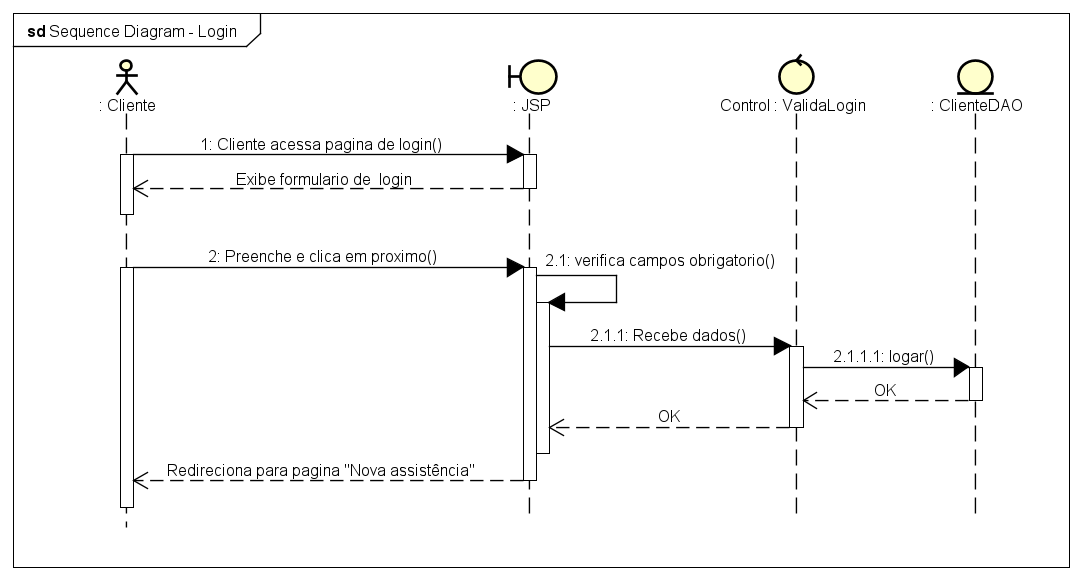 sd Sequence Diagram - Login
: Cliente
: JSP
Control : ValidaLogin
: ClienteDAO
1: Cliente acessa pagina de login()
Exibe formulario de  login
2: Preenche e clica em proximo()
2.1: verifica campos obrigatorio()
2.1.1: Recebe dados()
2.1.1.1: logar()
OK
OK
Redireciona para pagina "Nova assistência"